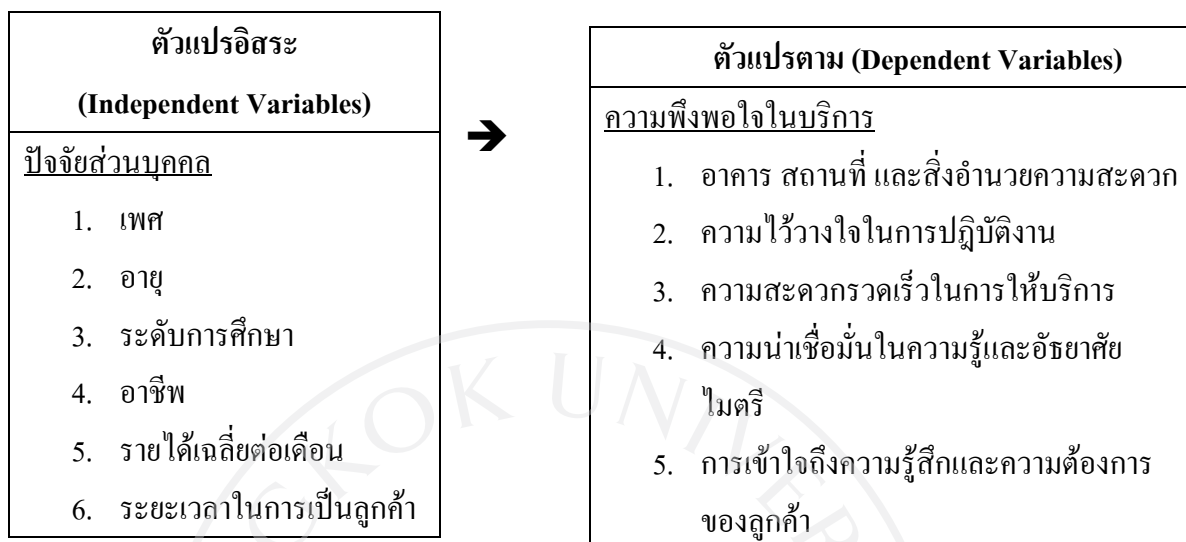 ตัวแปรอิสระ
(Independent Variables)
ปัจจัยส่วนบุคคล
1. เพศ
2. อายุ
3. ระดับการศึกษา
4. อาชีพ
5. รายได้เฉลี่ยต่อเดือน
6. ระยะเวลาในการเป็นลูกค้า
➔
ตัวแปรตาม (Dependent Variables)
ความพึงพอใจในบริการ
1. อาคาร สถานที่ และสิ่งอำนวยความสะดวก
2. ความไว้วางใจในการปฎิบัติงาน
3. ความสะดวกรวดเร็วในการให้บริการ
4. ความน่าเชื่อมั่นในความรู้และอัธยาศัย
ไมตรี
5. การเข้าใจถึงความรู้สึกและความต้องการ
ของลูกค้า
CKOK UNIVER